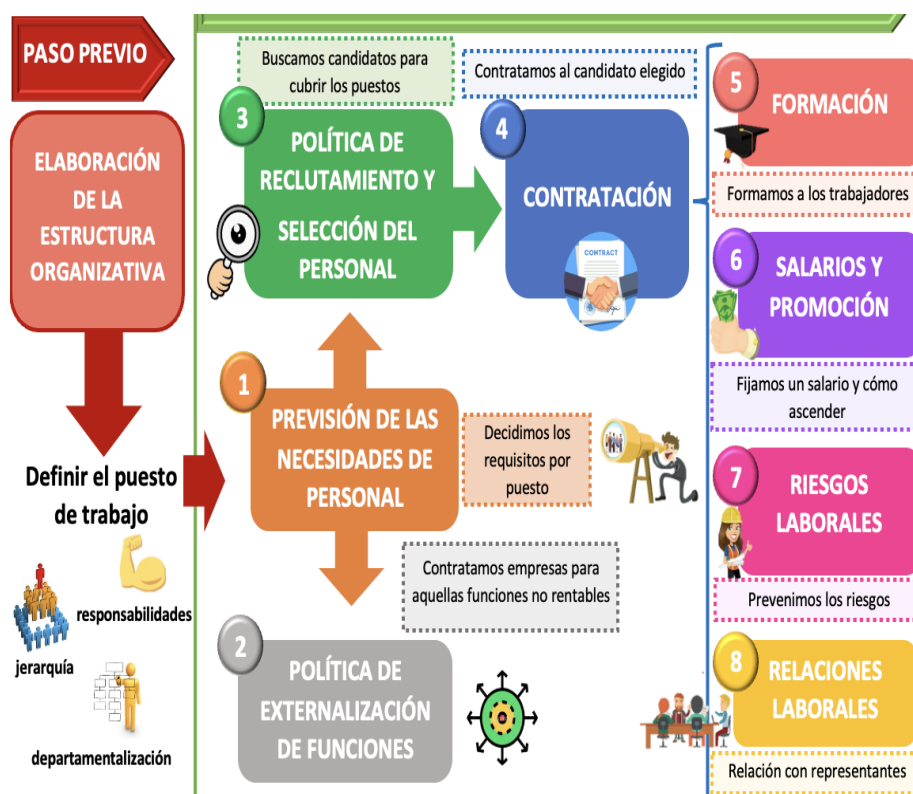 PASO PREVIO
ELABORACIÓN
DE LA
ESTRUCTURA
ORGANIZATIVA
Definir el puesto
de trabajo
responsabilidades
jerarquía
departamentalización
1
PREVISIÓN DE LAS
NECESIDADES DE
PERSONAL
Decidimos los
requisitos por
puesto
Contratamos empresas para
aquellas funciones no rentables
2
POLÍTICA DE
EXTERNALIZACIÓN
DE FUNCIONES
Buscamos candidatos para
cubrir los puestos
3
POLÍTICA DE
RECLUTAMIENTO Y
SELECCIÓN DEL
PERSONAL
Contratamos al candidato elegido
4
CONTRATACIÓN
CONTRACT
5
FORMACIÓN
Formamos a los trabajadores
6
SALARIOS Y
PROMOCIÓN
Fijamos un salario y cómo
ascender
7
RIESGOS
LABORALES
Prevenimos los riesgos
8
RELACIONES
LABORALES
Relación con representantes